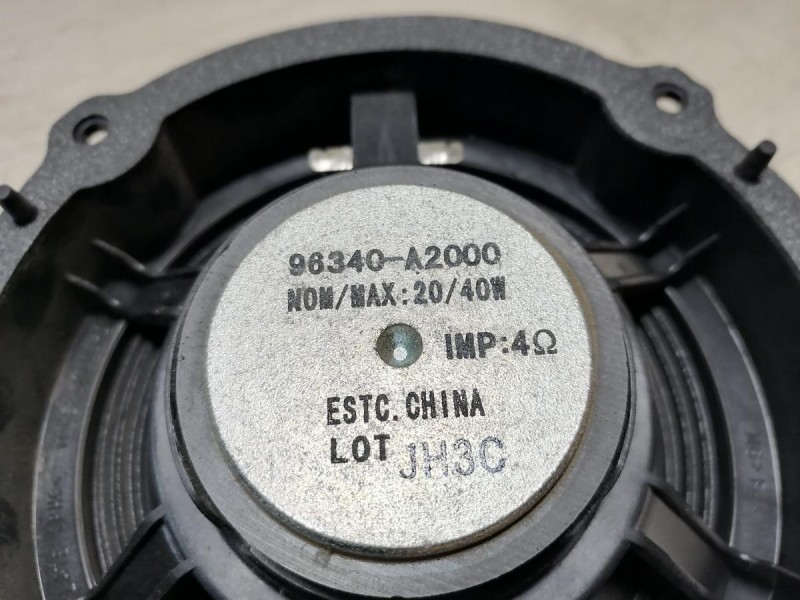 96340-A2000
NOM/MAX:20/40W
IMP:4Ω
ESTC.CHINA
LOT JH3C